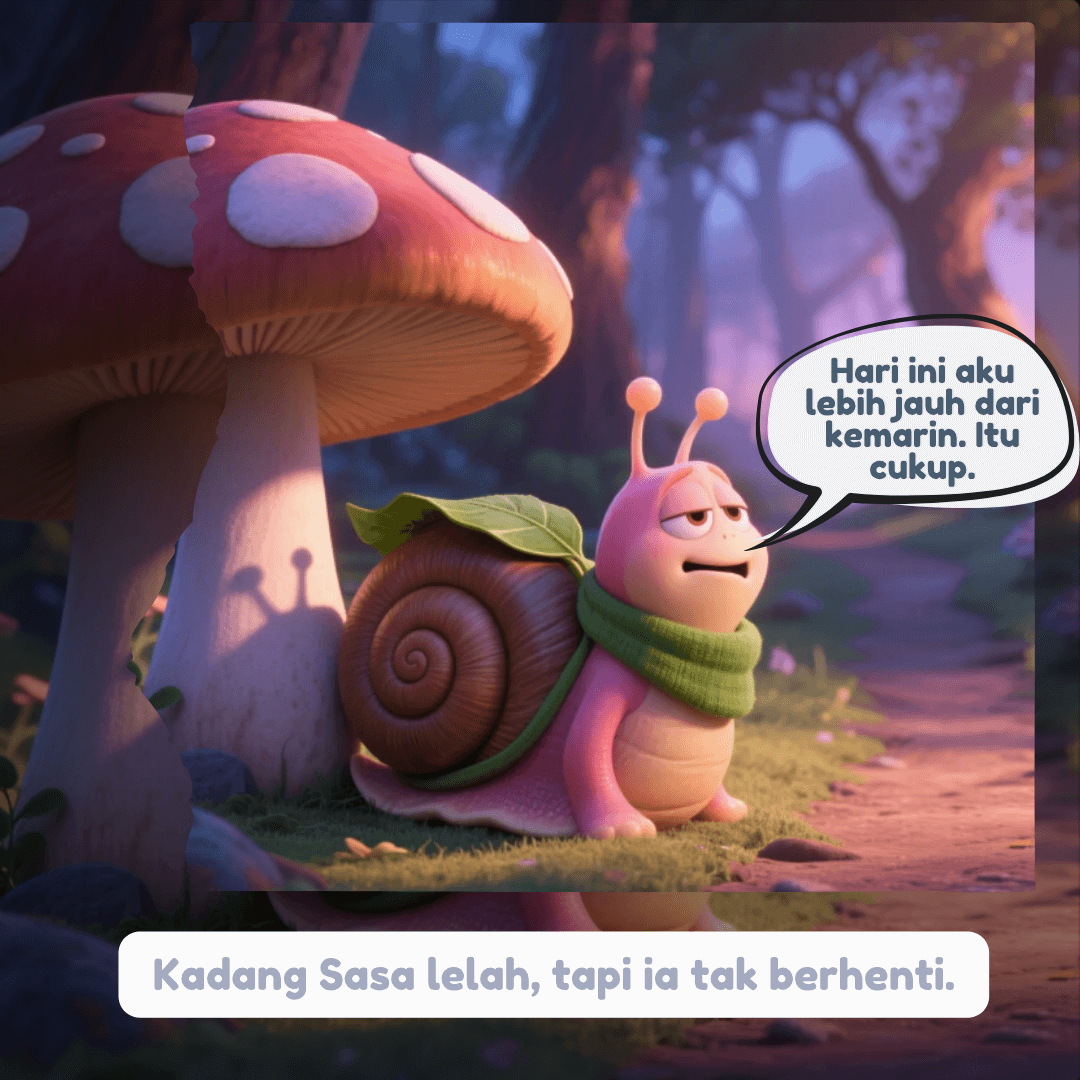 Hari ini aku
lebih jauh dari
kemarin. Itu
cukup.
Kadang Sasa lelah, tapi ia tak berhenti.